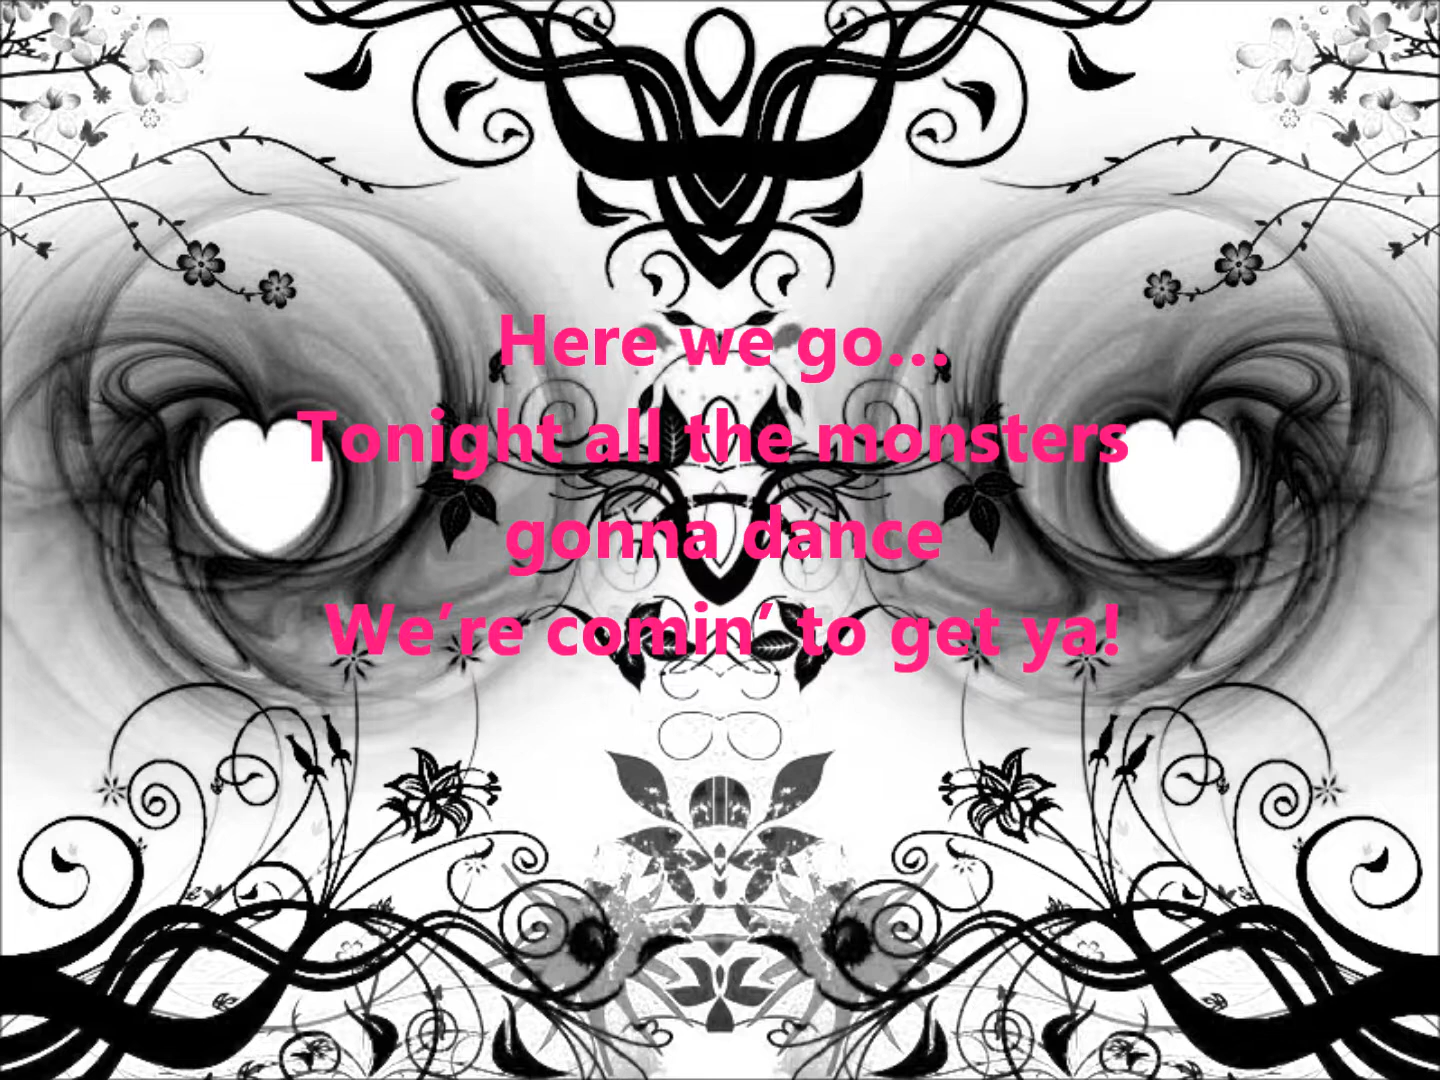 Here we go...
Tonight all the monsters
gonna dance
We’re comin’ to get ya!